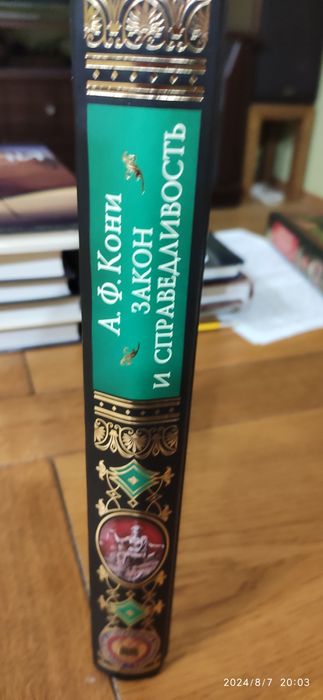 А. Ф. Кони
ЗАКОН
И СПРАВЕДЛИВОСТЬ
2024/8/7 20:03